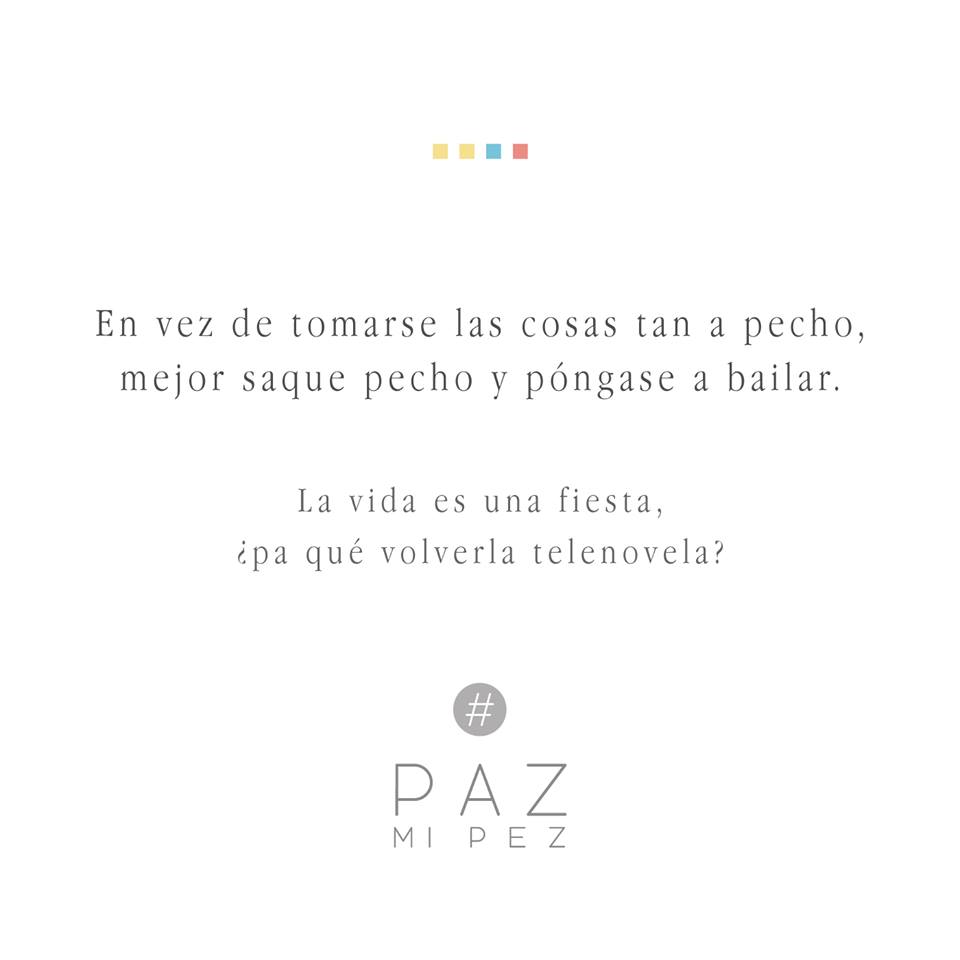 En vez de tomarse las cosas tan a pecho,
mejor saque pecho y póngase a bailar.
La vida es una fiesta,
¿pa qué volverla telenovela?
#
PAZ
MI PEZ